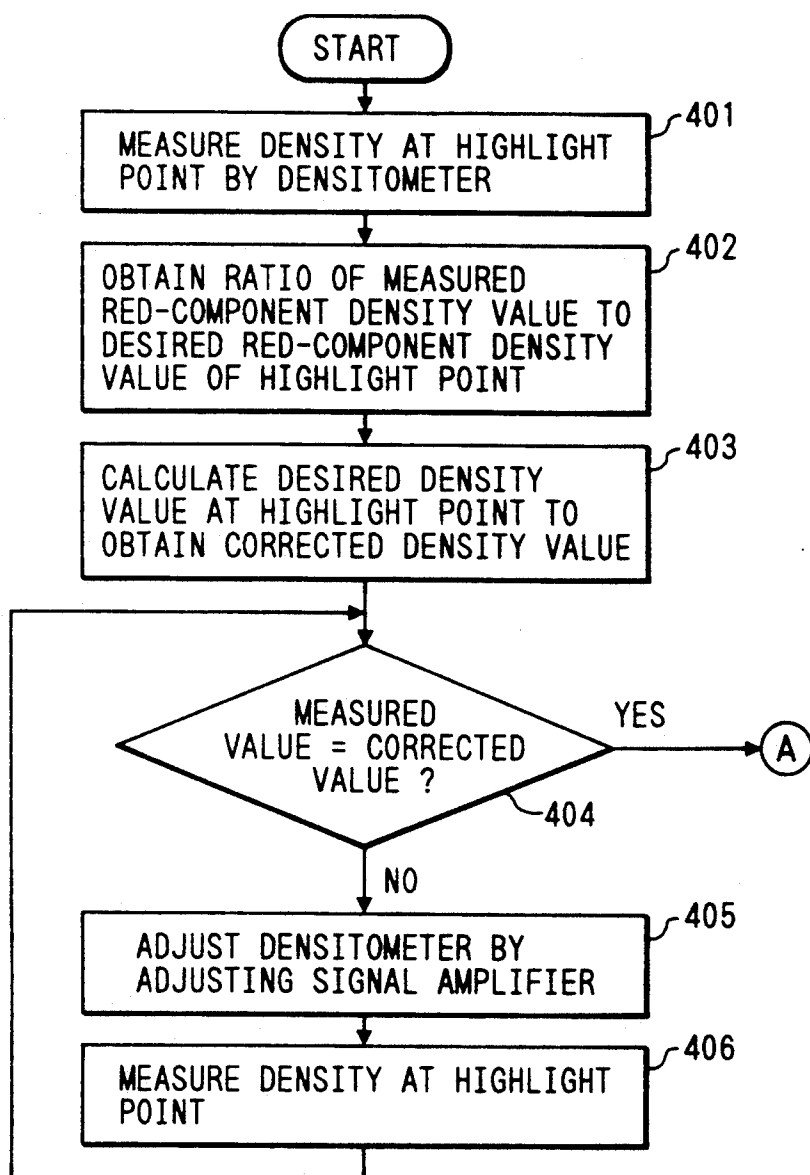 START
401
MEASURE DENSITY AT HIGHLIGHT
POINT BY DENSITOMETER
402
OBTAIN RATIO OF MEASURED
RED-COMPONENT DENSITY VALUE TO
DESIRED RED-COMPONENT DENSITY
VALUE OF HIGHLIGHT POINT
403
CALCULATE DESIRED DENSITY
VALUE AT HIGHLIGHT POINT TO
OBTAIN CORRECTED DENSITY VALUE
MEASURED
VALUE = CORRECTED
VALUE ?
YES
A
404
NO
405
ADJUST DENSITOMETER BY
ADJUSTING SIGNAL AMPLIFIER
406
MEASURE DENSITY AT HIGHLIGHT
POINT